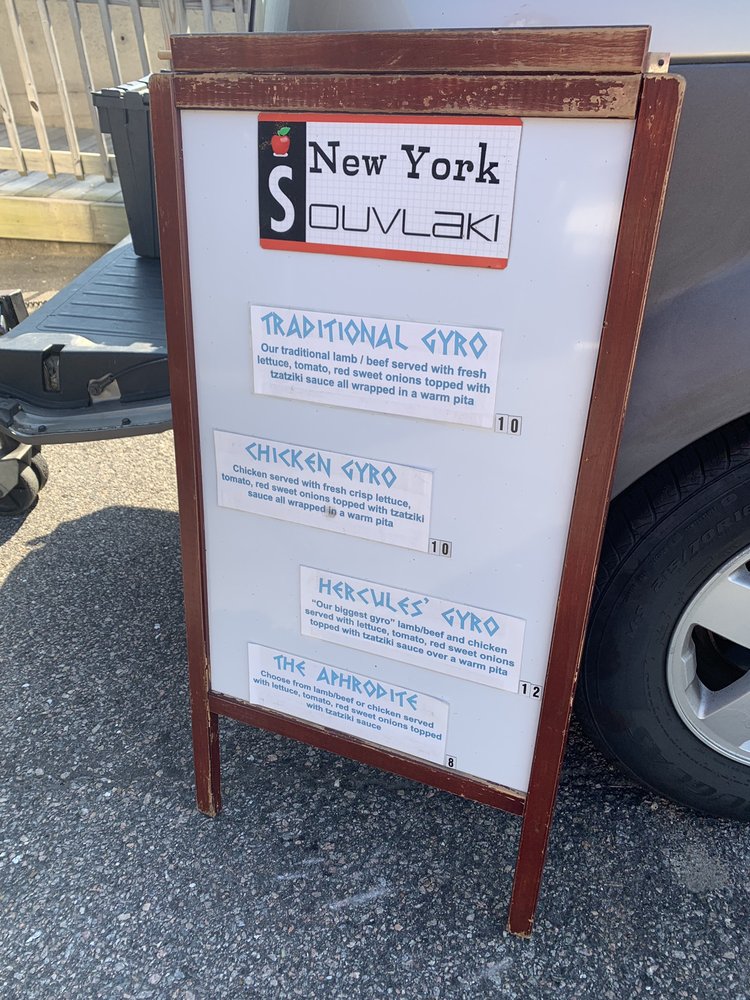 New York
Souvlaki
TRADITIONAL GYRO
Our traditional lamb / beef served with fresh
lettuce, tomato, red sweet onions topped with
tzatziki sauce all wrapped in a warm pita
10
CHICKEN GYRO
Chicken served with fresh crisp lettuce,
tomato, red sweet onions topped with tzatziki
sauce all wrapped in a warm pita
10
HERCULES' GYRO
"Our biggest gyro" lamb/beef and chicken
served with lettuce, tomato, red sweet onions
topped with tzatziki sauce over a warm pita
12
THE APHRODITE
Choose from lamb/beef or chicken served
with lettuce, tomato, red sweet onions topped
with tzatziki sauce
8